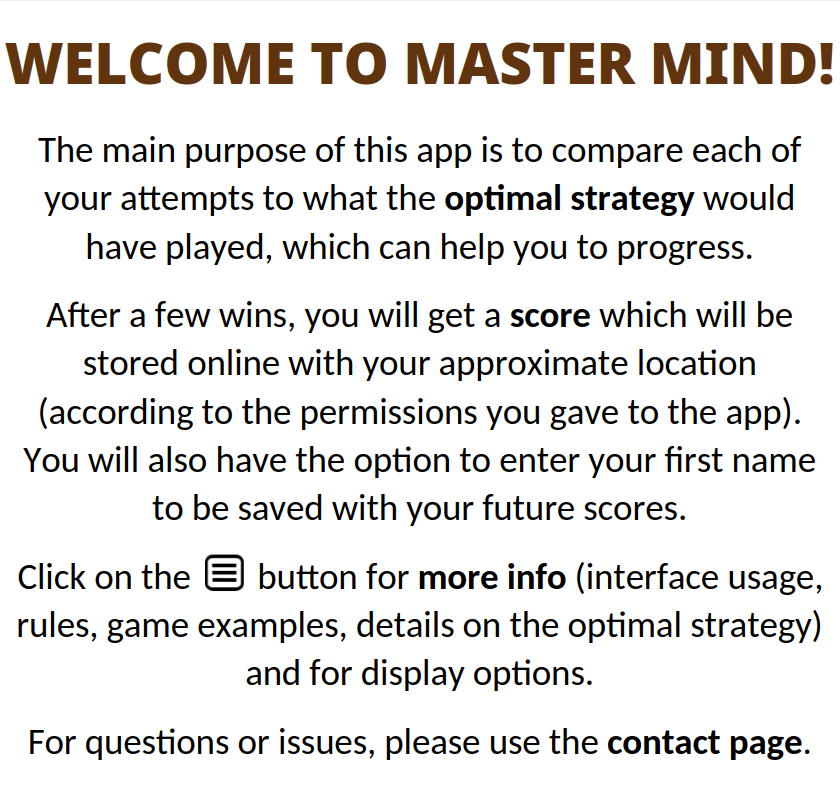 WELCOME TO MASTER MIND!
The main purpose of this app is to compare each of
your attempts to what the optimal strategy would
have played, which can help you to progress.
After a few wins, you will get a score which will be
stored online with your approximate location
(according to the permissions you gave to the app).
You will also have the option to enter your first name
to be saved with your future scores.
Click on the button for more info (interface usage,
rules, game examples, details on the optimal strategy)
and for display options.
For questions or issues, please use the contact page.